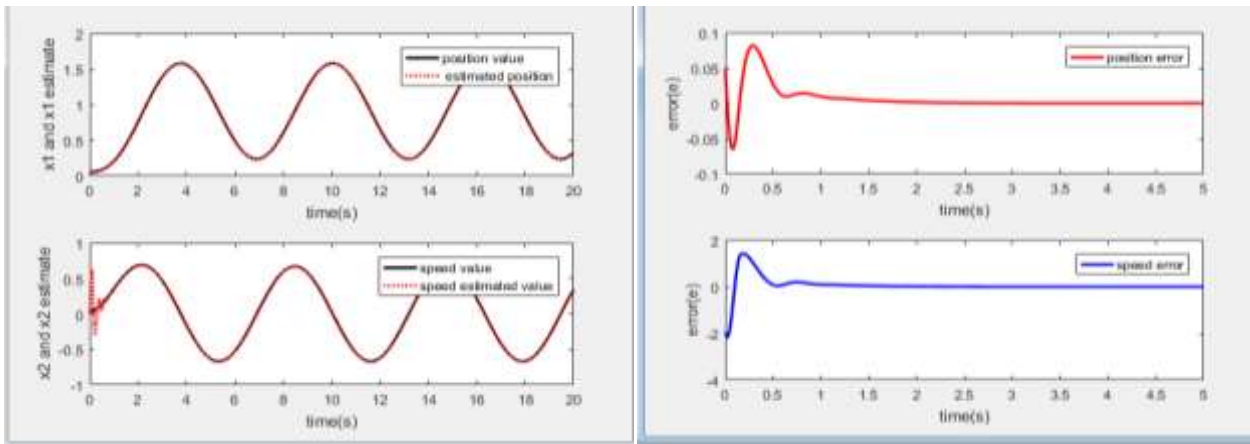 x1 and x1 estimate
2
1.5
1
0.5
0
position value
estimated position
0 2 4 6 8 10 12 14 16 18 20
time(s)
x2 and x2 estimate
1
0.5
0
-0.5
-1
speed value
speed estimated value
0 2 4 6 8 10 12 14 16 18 20
time(s)
error(e)
0.1
0.05
0
-0.05
-0.1
position error
0 0.5 1 1.5 2 2.5 3 3.5 4 4.5 5
time(s)
error(e)
2
0
-2
-4
speed error
0 0.5 1 1.5 2 2.5 3 3.5 4 4.5 5
time(s)